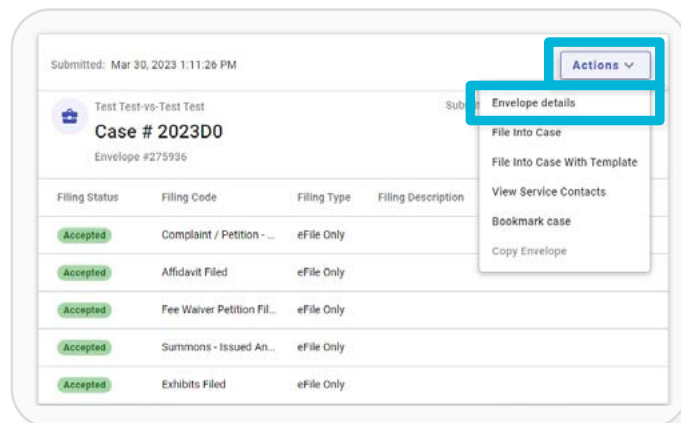 Submitted: Mar 30, 2023 1:11:26 PM
Actions
Test Test-vs-Test Test
Case # 2023D0
Envelope #275936
Envelope details
File Into Case
File Into Case With Template
View Service Contacts
Bookmark case
Copy Envelope
Filing Status Filing Code Filing Type Filing Description
Accepted Complaint / Petition - ... eFile Only
Accepted Affidavit Filed eFile Only
Accepted Fee Waiver Petition Fil... eFile Only
Accepted Summons - Issued An... eFile Only
Accepted Exhibits Filed eFile Only